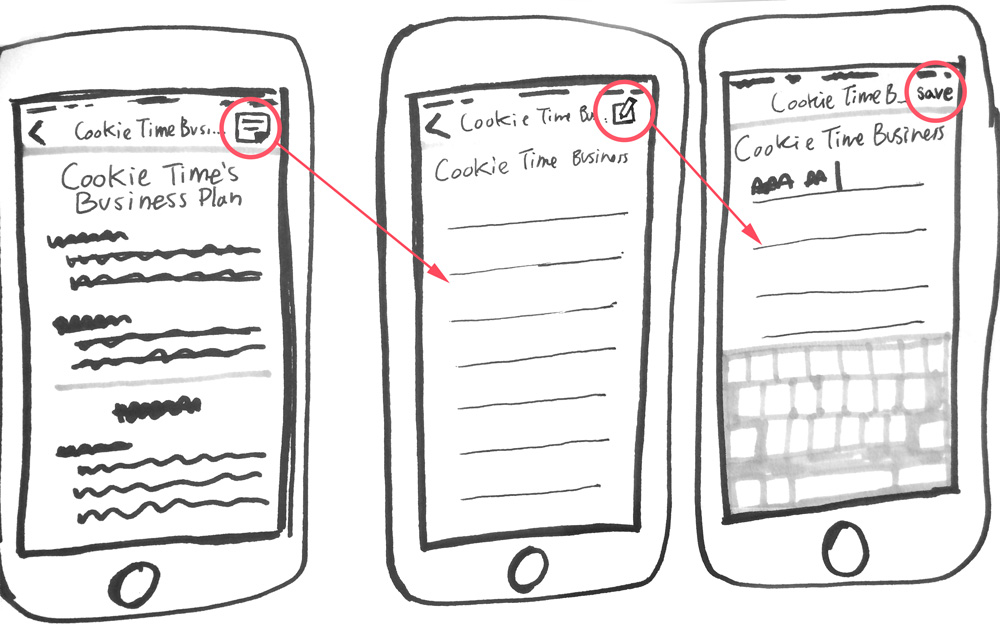 Cookie Time Busi...
Cookie Time's
Business Plan
Cookie Time Bu..
Cookie Time Business
Cookie Time B_
save
Cookie Time Business